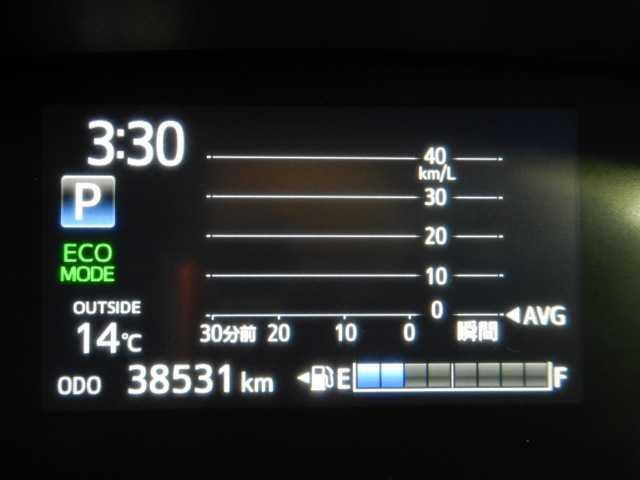 3:30
P
ECO
MODE
OUTSIDE
14℃
ODO 38531 km
40
km/L
30
20
10
0
AVG
30分前 20 10 0 瞬間
E F